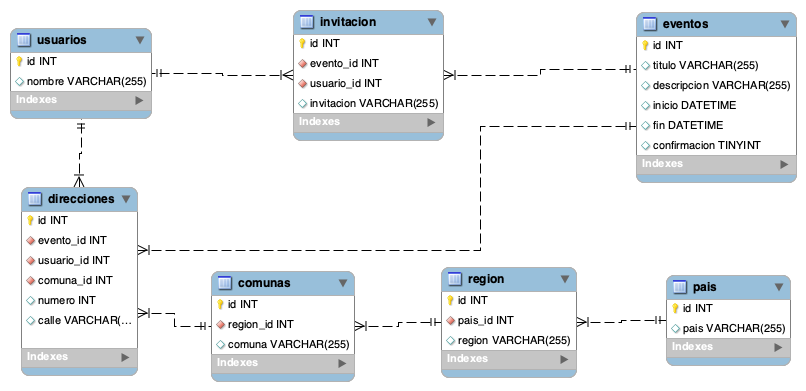 usuarios
id INT
nombre VARCHAR(255)
Indexes
invitacion
id INT
evento_id INT
usuario_id INT
invitacion VARCHAR(255)
Indexes
eventos
id INT
titulo VARCHAR(255)
descripcion VARCHAR(255)
inicio DATETIME
fin DATETIME
confirmacion TINYINT
Indexes
direcciones
id INT
evento_id INT
usuario_id INT
comuna_id INT
numero INT
calle VARCHAR(...
Indexes
comunas
id INT
region_id INT
comuna VARCHAR(255)
Indexes
region
id INT
pais_id INT
region VARCHAR(255)
Indexes
pais
id INT
pais VARCHAR(255)
Indexes